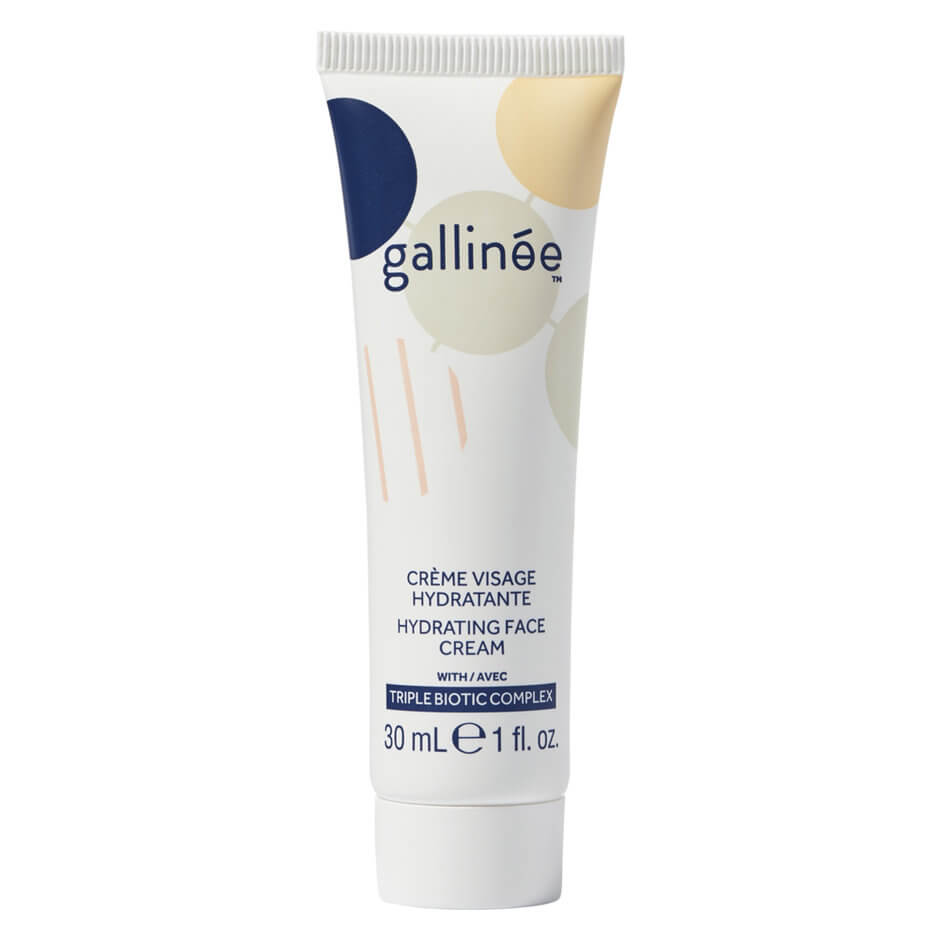 gallinée
™
CRÈME VISAGE
HYDRATANTE
HYDRATING FACE
CREAM
WITH / AVEC
TRIPLE BIOTIC COMPLEX
30 mL ℮ 1 fl. oz.